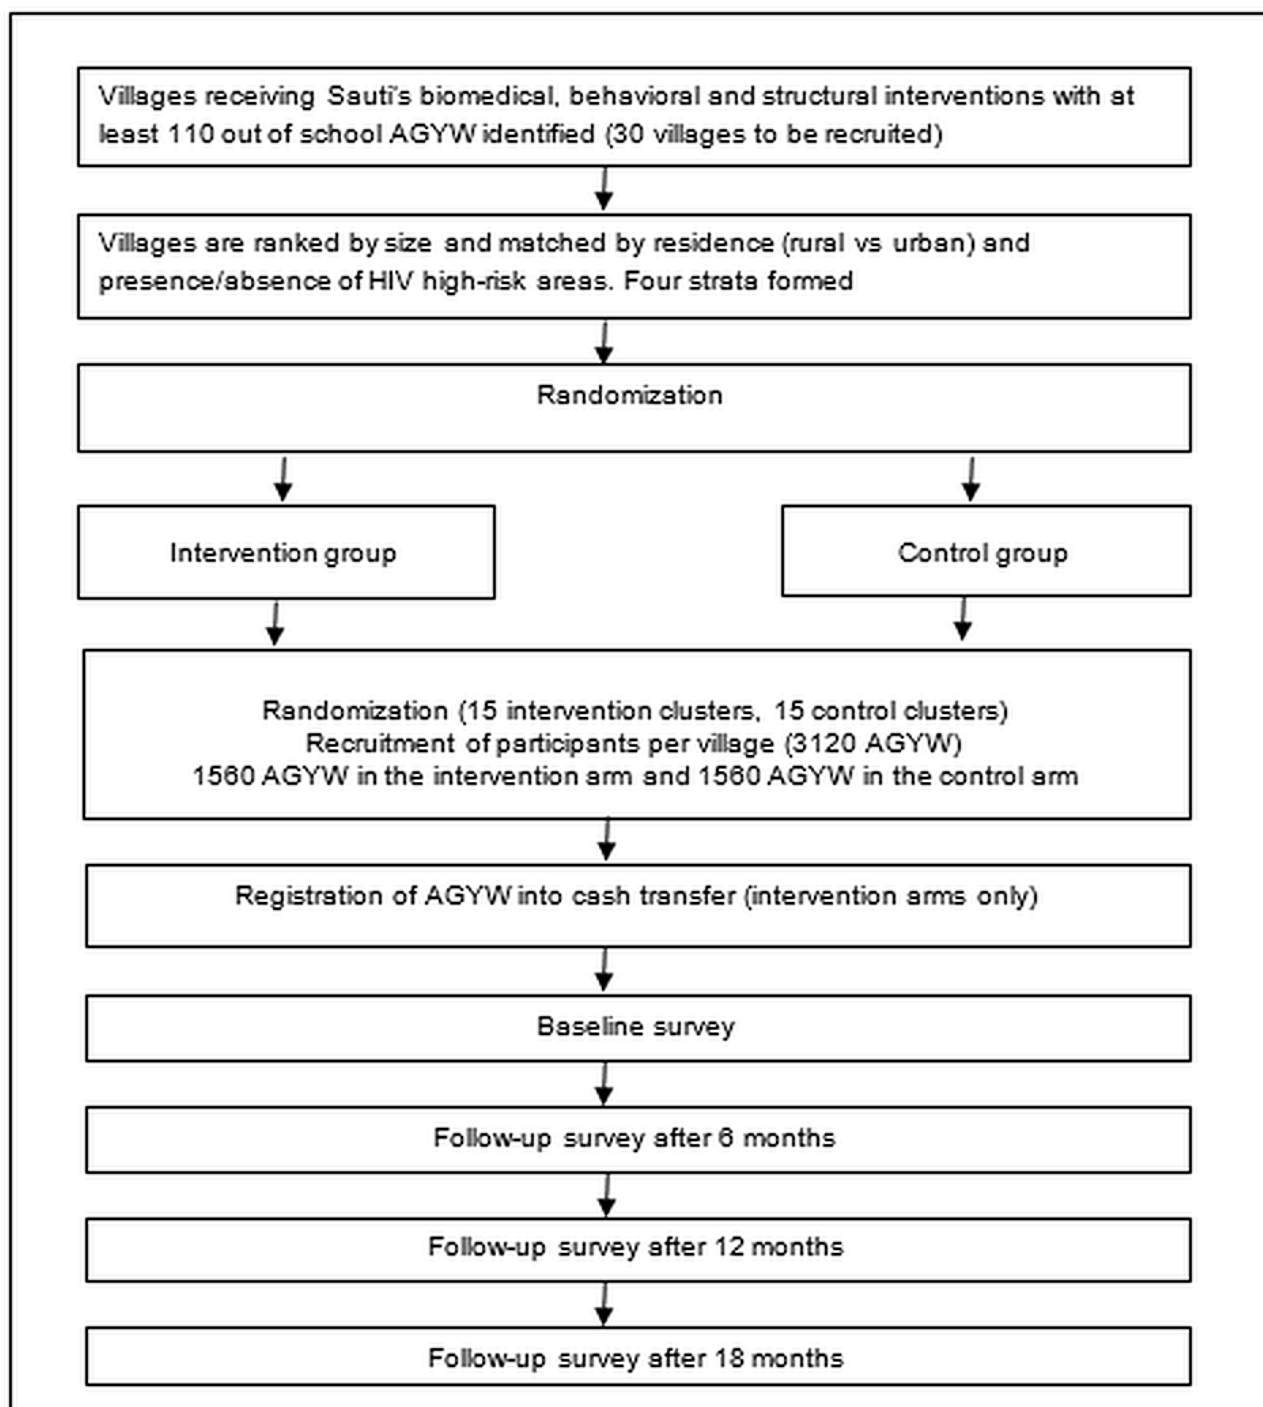 Villages receiving Sauti's biomedical, behavioral and structural interventions with at
least 110 out of school AGYW identified (30 villages to be recruited)
Villages are ranked by size and matched by residence (rural vs urban) and
presence/absence of HIV high-risk areas. Four strata formed
Randomization
Intervention group
Control group
Randomization (15 intervention clusters, 15 control clusters)
Recruitment of participants per village (3120 AGYW)
1560 AGYW in the intervention arm and 1560 AGYW in the control arm
Registration of AGYW into cash transfer (intervention arms only)
Baseline survey
Follow-up survey after 6 months
Follow-up survey after 12 months
Follow-up survey after 18 months